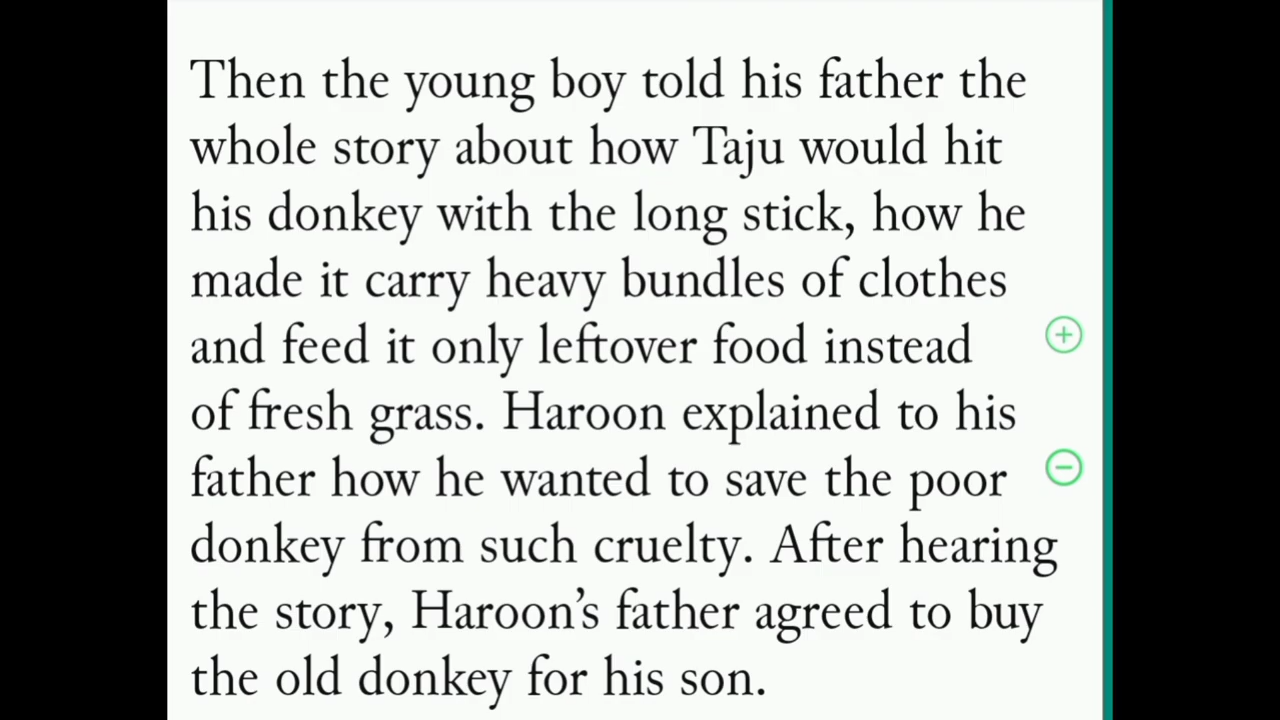 Then the young boy told his father the
whole story about how Taju would hit
his donkey with the long stick, how he
made it carry heavy bundles of clothes
and feed it only leftover food instead
of fresh grass. Haroon explained to his
father how he wanted to save the poor
donkey from such cruelty. After hearing
the story, Haroon’s father agreed to buy
the old donkey for his son.